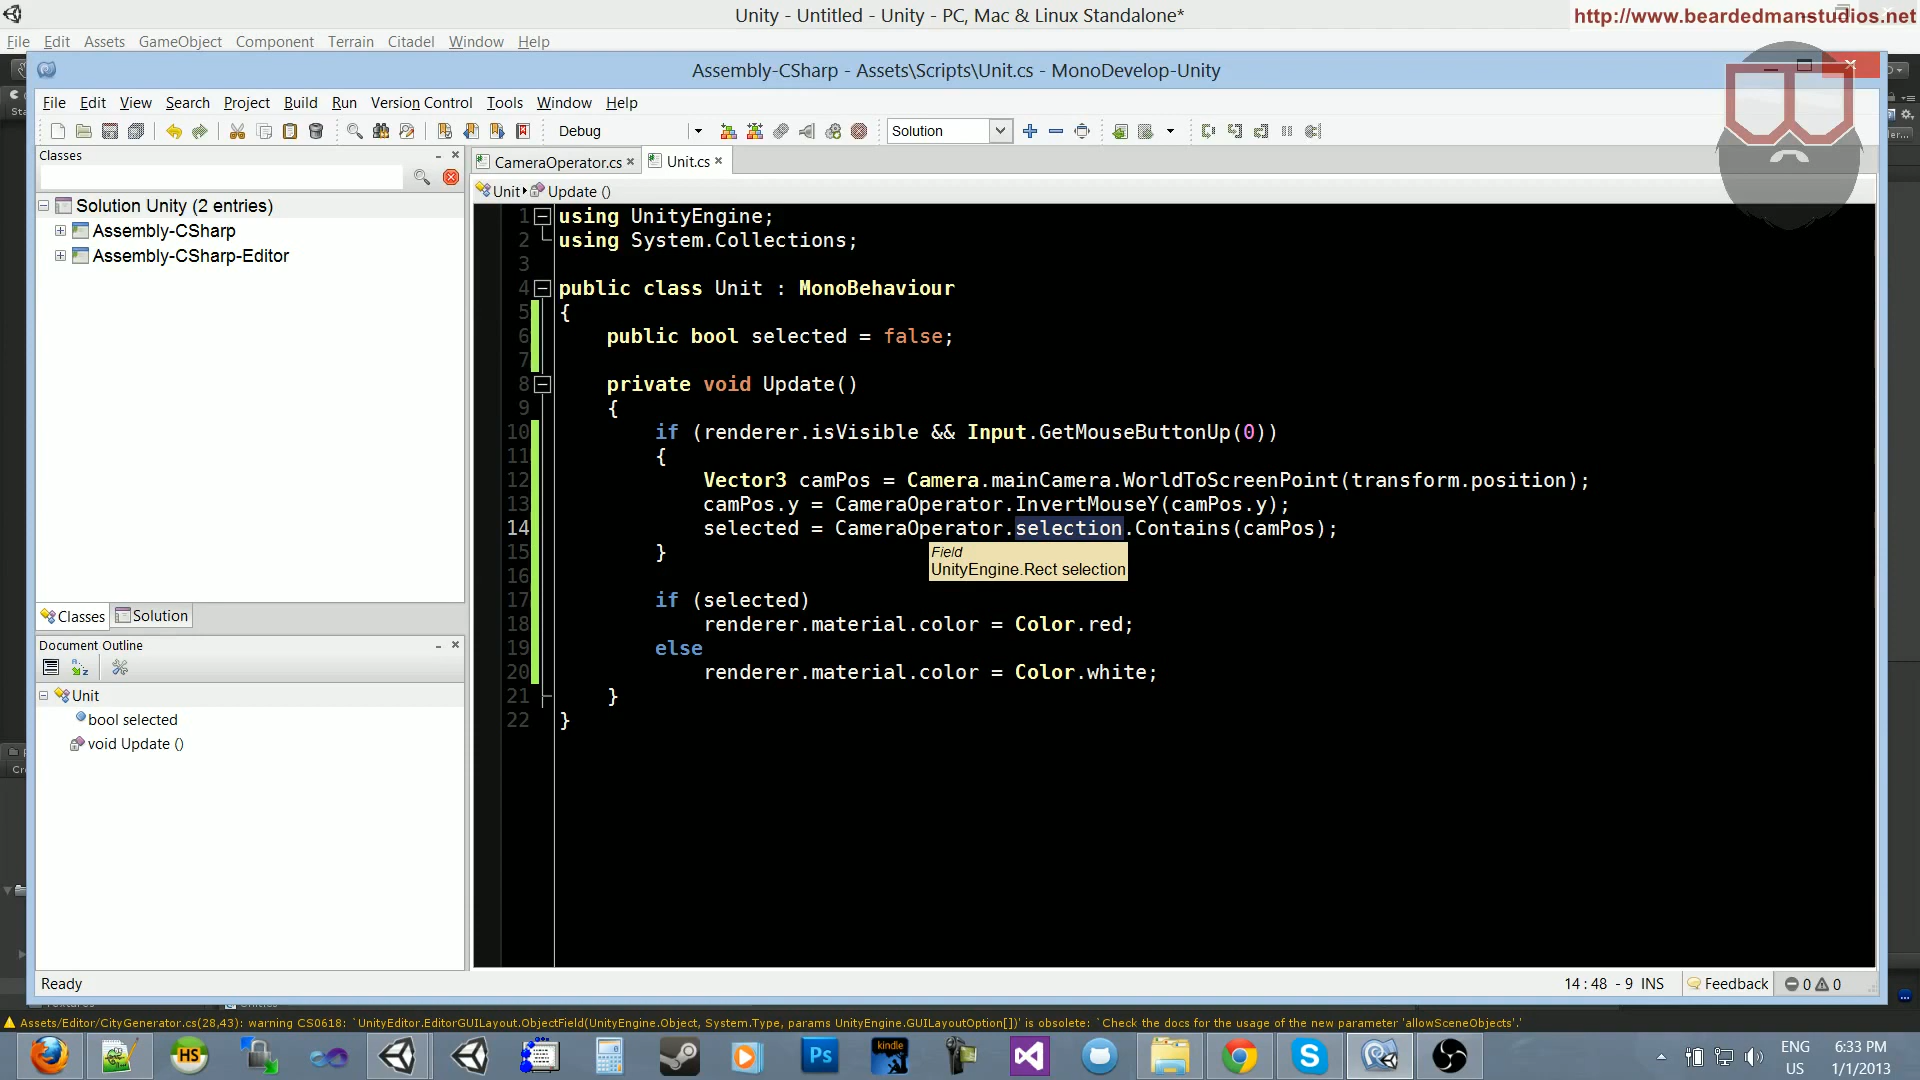 Unity - Untitled - Unity - PC, Mac & Linux Standalone*
http://www.beardedmanstudios.net
File Edit Assets GameObject Component Terrain Citadel Window Help
Assembly-CSharp - Assets\Scripts\Unit.cs - MonoDevelop-Unity
File Edit View Search Project Build Run Version Control Tools Window Help
Debug
Solution
Classes
CameraOperator.cs
Unit.cs
Unit
Update ()
Solution Unity (2 entries)
Assembly-CSharp
Assembly-CSharp-Editor
1 using UnityEngine;
2 using System.Collections;
3
4 public class Unit : MonoBehaviour
5 {
6 public bool selected = false;
7
8 private void Update()
9 {
10 if (renderer.isVisible && Input.GetMouseButtonUp(0))
11 {
12 Vector3 camPos = Camera.mainCamera.WorldToScreenPoint(transform.position);
13 camPos.y = CameraOperator.InvertMouseY(camPos.y);
14 selected = CameraOperator.selection.Contains(camPos);
15 }
Field
UnityEngine.Rect selection
16
17 if (selected)
18 renderer.material.color = Color.red;
19 else
20 renderer.material.color = Color.white;
21 }
22 }
Classes Solution
Document Outline
Unit
bool selected
void Update ()
Ready
14 : 48 - 9 INS
Feedback
0 0
Assets/Editor/CityGenerator.cs(28,43): warning CS0618: `UnityEditor.EditorGUILayout.ObjectField(UnityEngine.Object, System.Type, params UnityEngine.GUILayoutOption[])' is obsolete: `Check the docs for the usage of the new parameter 'allowSceneObjects'.'
HS
Ps
kindle
ENG
US
6:33 PM
1/1/2013